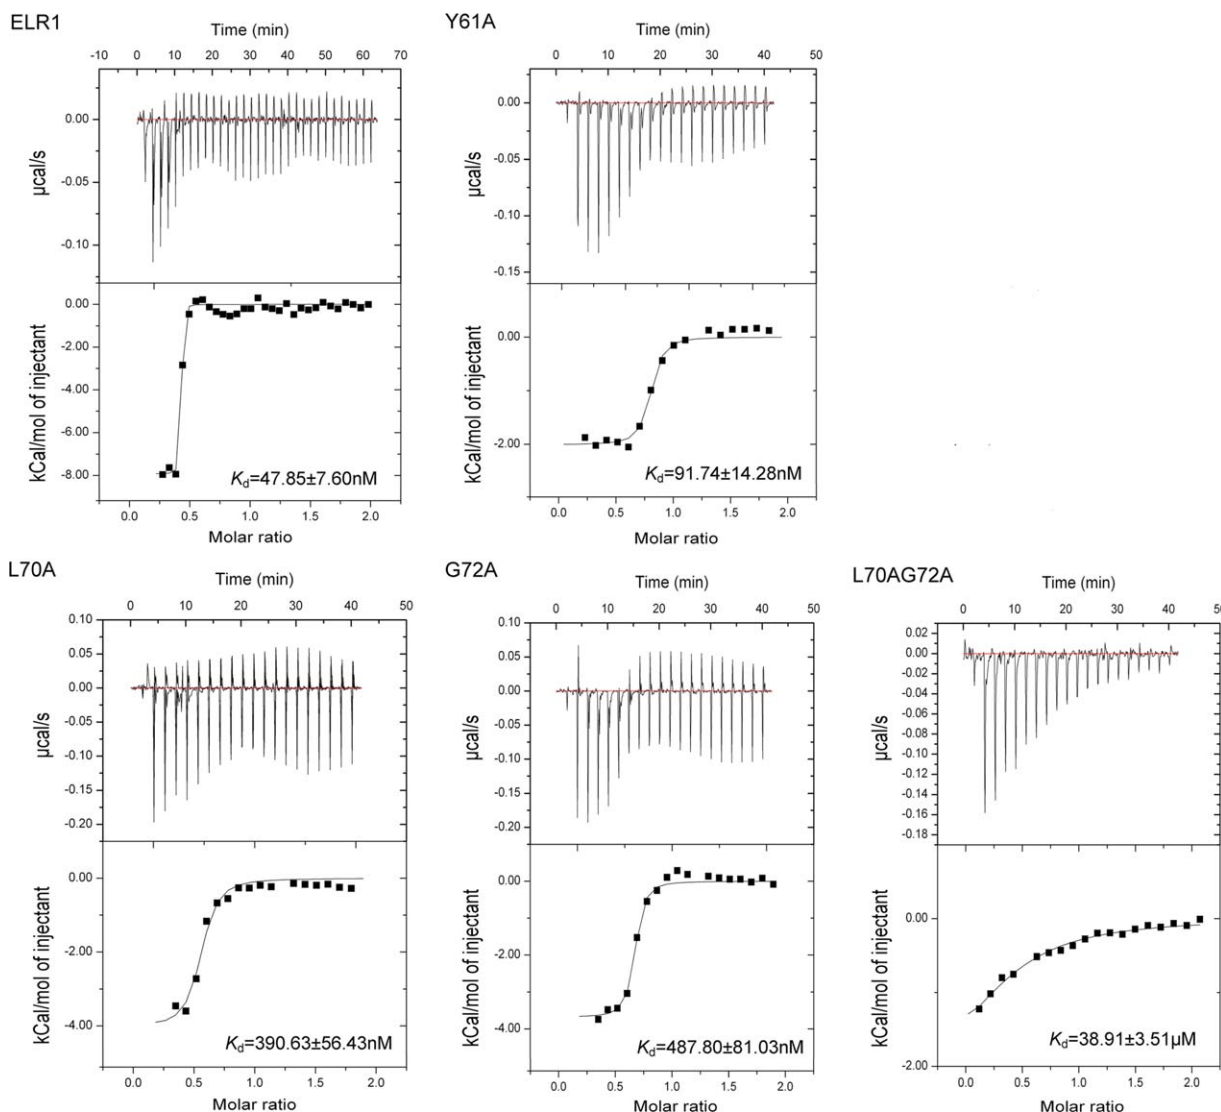 ELR1
Time (min)
-10 0 10 20 30 40 50 60 70
0.00
-0.05
-0.10
µcal/s
0.00
-2.00
-4.00
-6.00
-8.00
kCal/mol of injectant
Kd=47.85±7.60nM
0.0 0.5 1.0 1.5 2.0
Molar ratio
Y61A
Time (min)
0 10 20 30 40 50
0.00
-0.05
-0.10
-0.15
µcal/s
0.00
-2.00
kCal/mol of injectant
Kd=91.74±14.28nM
0.0 0.5 1.0 1.5 2.0
Molar ratio
L70A
Time (min)
0 10 20 30 40 50
0.10
0.05
0.00
-0.05
-0.10
-0.15
-0.20
µcal/s
0.00
-2.00
-4.00
kCal/mol of injectant
Kd=390.63±56.43nM
0.0 0.5 1.0 1.5 2.0
Molar ratio
G72A
Time (min)
0 10 20 30 40 50
0.10
0.05
0.00
-0.05
-0.10
-0.15
-0.20
µcal/s
0.00
-2.00
-4.00
kCal/mol of injectant
Kd=487.80±81.03nM
0.0 0.5 1.0 1.5 2.0
Molar ratio
L70AG72A
Time (min)
0 10 20 30 40 50
0.02
0.00
-0.02
-0.04
-0.06
-0.08
-0.10
-0.12
-0.14
-0.16
-0.18
µcal/s
0.00
-2.00
kCal/mol of injectant
Kd=38.91±3.51µM
0.0 0.5 1.0 1.5 2.0
Molar ratio